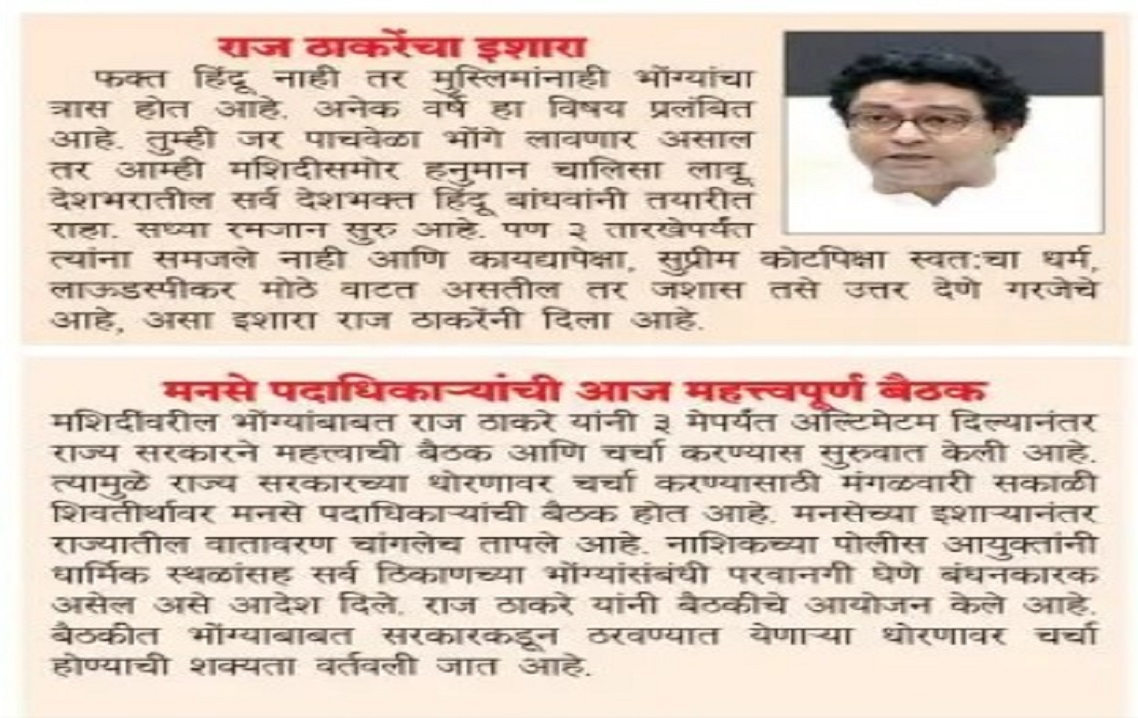 राज ठाकरेंचा इशारा
फक्त हिंदू नाही तर मुस्लिमांनाही भोंग्यांचा
त्रास होत आहे. अनेक वर्षे हा विषय प्रलंबित
आहे. तुम्ही जर पाचवेळा भोंगे लावणार असाल
तर आम्ही मशिदीसमोर हनुमान चालिसा लावू
देशभरातील सर्व देशभक्त हिंदू बांधवांनी तयारीत
राहा. सध्या रमजान सुरु आहे. पण ३ तारखेपर्यंत
त्यांना समजले नाही आणि कायद्यापेक्षा, सुप्रीम कोर्टापेक्षा स्वत:चा धर्म,
लाऊडस्पीकर मोठे वाटत असतील तर जशास तसे उत्तर देणे गरजेचे
आहे, असा इशारा राज ठाकरेंनी दिला आहे.
मनसे पदाधिकाऱ्यांची आज महत्त्वपूर्ण बैठक
मशिदींवरील भोंग्यांबाबत राज ठाकरे यांनी ३ मेपर्यंत अल्टिमेटम दिल्यानंतर
राज्य सरकारने महत्त्वाची बैठक आणि चर्चा करण्यास सुरुवात केली आहे.
त्यामुळे राज्य सरकारच्या धोरणावर चर्चा करण्यासाठी मंगळवारी सकाळी
शिवतीर्थावर मनसे पदाधिकाऱ्यांची बैठक होत आहे. मनसेच्या इशाऱ्यानंतर
राज्यातील वातावरण चांगलेच तापले आहे. नाशिकच्या पोलीस आयुक्तांनी
धार्मिक स्थळांसह सर्व ठिकाणच्या भोंग्यांसंबंधी परवानगी घेणे बंधनकारक
असेल असे आदेश दिले. राज ठाकरे यांनी बैठकीचे आयोजन केले आहे.
बैठकीत भोंग्याबाबत सरकारकडून ठरवण्यात येणाऱ्या धोरणावर चर्चा
होण्याची शक्यता वर्तवली जात आहे.